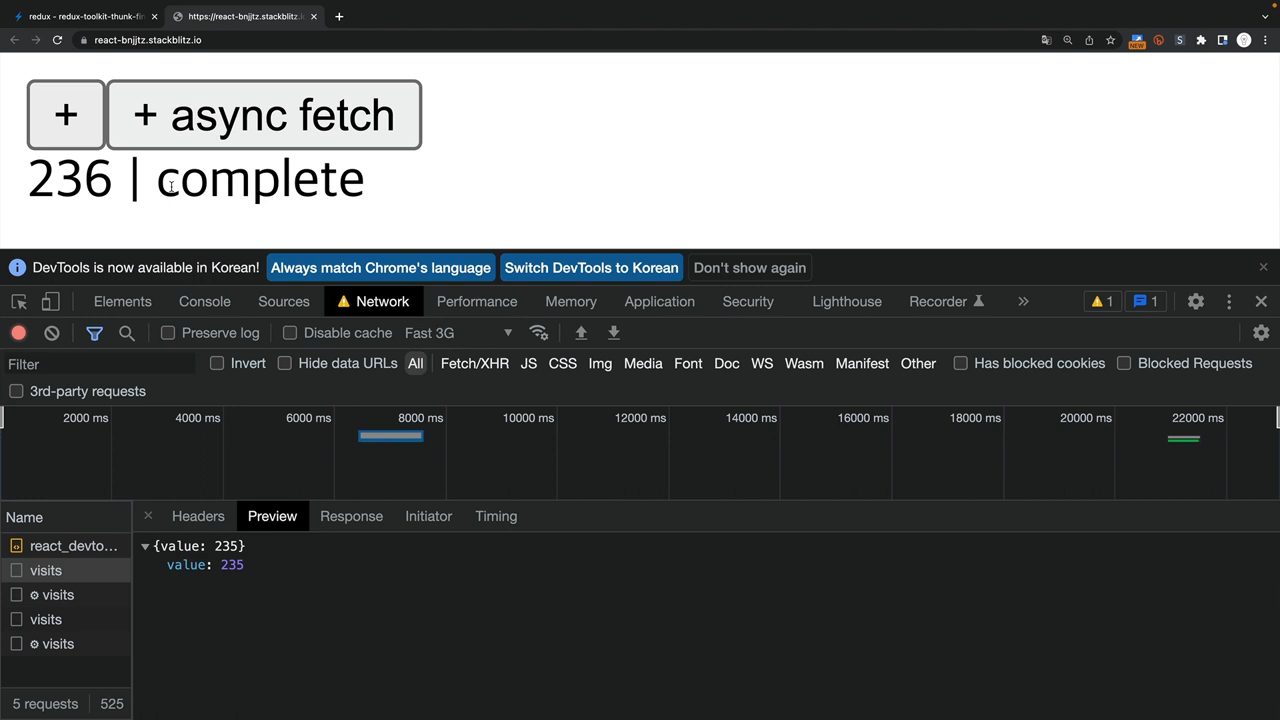 redux - redux-toolkit-thunk-fin
https://react-bnjjtz.stackblitz.io
react-bnjjtz.stackblitz.io
NEW
S
+
+ async fetch
236 | complete
DevTools is now available in Korean! Always match Chrome's language Switch DevTools to Korean Don't show again
Elements Console Sources Network Performance Memory Application Security Lighthouse Recorder 1 1
Preserve log Disable cache Fast 3G
Filter Invert Hide data URLs All Fetch/XHR JS CSS Img Media Font Doc WS Wasm Manifest Other Has blocked cookies Blocked Requests
3rd-party requests
2000 ms 4000 ms 6000 ms 8000 ms 10000 ms 12000 ms 14000 ms 16000 ms 18000 ms 20000 ms 22000 ms
Name Headers Preview Response Initiator Timing
react_devto…
visits
visits
visits
visits
{value: 235}
value: 235
5 requests 525